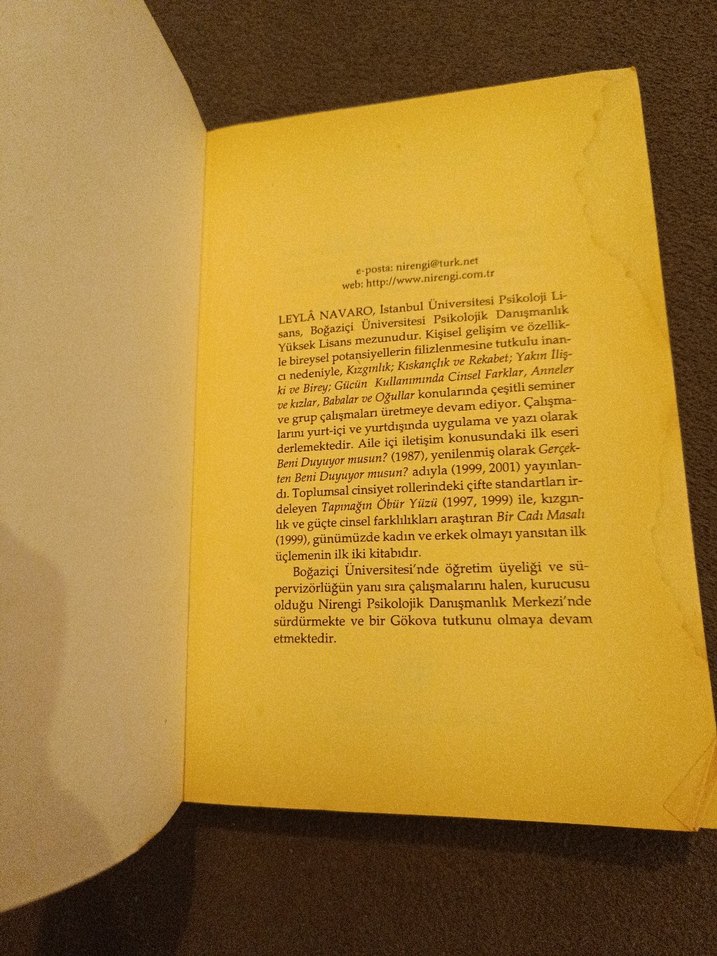 e-posta: nirengi@turk.net
web: http://www.nirengi.com.tr
LEYLÂ NAVARO, İstanbul Üniversitesi Psikoloji Li-
sans, Boğaziçi Üniversitesi Psikolojik Danışmanlık
Yüksek Lisans mezunudur. Kişisel gelişim ve özellik-
le bireysel potansiyellerin filizlenmesine tutkulu inan-
cı nedeniyle, Kızgınlık; Kıskançlık ve Rekabet; Yakın İliş-
ki ve Birey; Gücün Kullanımında Cinsel Farklar, Anneler
ve kızlar, Babalar ve Oğullar konularında çeşitli seminer
ve grup çalışmaları üretmeye devam ediyor. Çalışma-
larını yurt-içi ve yurtdışında uygulama ve yazı olarak
derlemektedir. Aile içi iletişim konusundaki ilk eseri
Beni Duyuyor musun? (1987), yenilenmiş olarak Gerçek-
ten Beni Duyuyor musun? adıyla (1999, 2001) yayınlan-
dı. Toplumsal cinsiyet rollerindeki çifte standartları ir-
deleyen Tapınağın Öbür Yüzü (1997, 1999) ile, kızgın-
lık ve güçte cinsel farklılıkları araştıran Bir Cadı Masalı
(1999), günümüzde kadın ve erkek olmayı yansıtan ilk
üçlemenin ilk iki kitabıdır.
Boğaziçi Üniversitesi'nde öğretim üyeliği ve sü-
pervizörlüğün yanı sıra çalışmalarını halen, kurucusu
olduğu Nirengi Psikolojik Danışmanlık Merkezi'nde
sürdürmekte ve bir Gökova tutkunu olmaya devam
etmektedir.